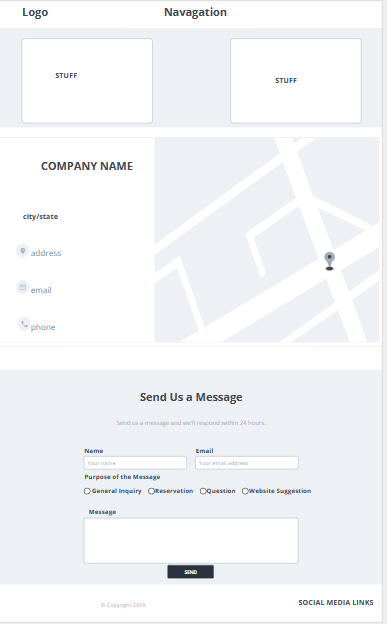 Logo Navagation
STUFF
STUFF
COMPANY NAME
city/state
address
email
phone
Send Us a Message
Send us a message and we'll respond within 24 hours.
Name Email
Your name Your email address
Purpose of the Message
General Inquiry Reservation Question Website Suggestion
Message
SEND
© Copyright 2008 SOCIAL MEDIA LINKS